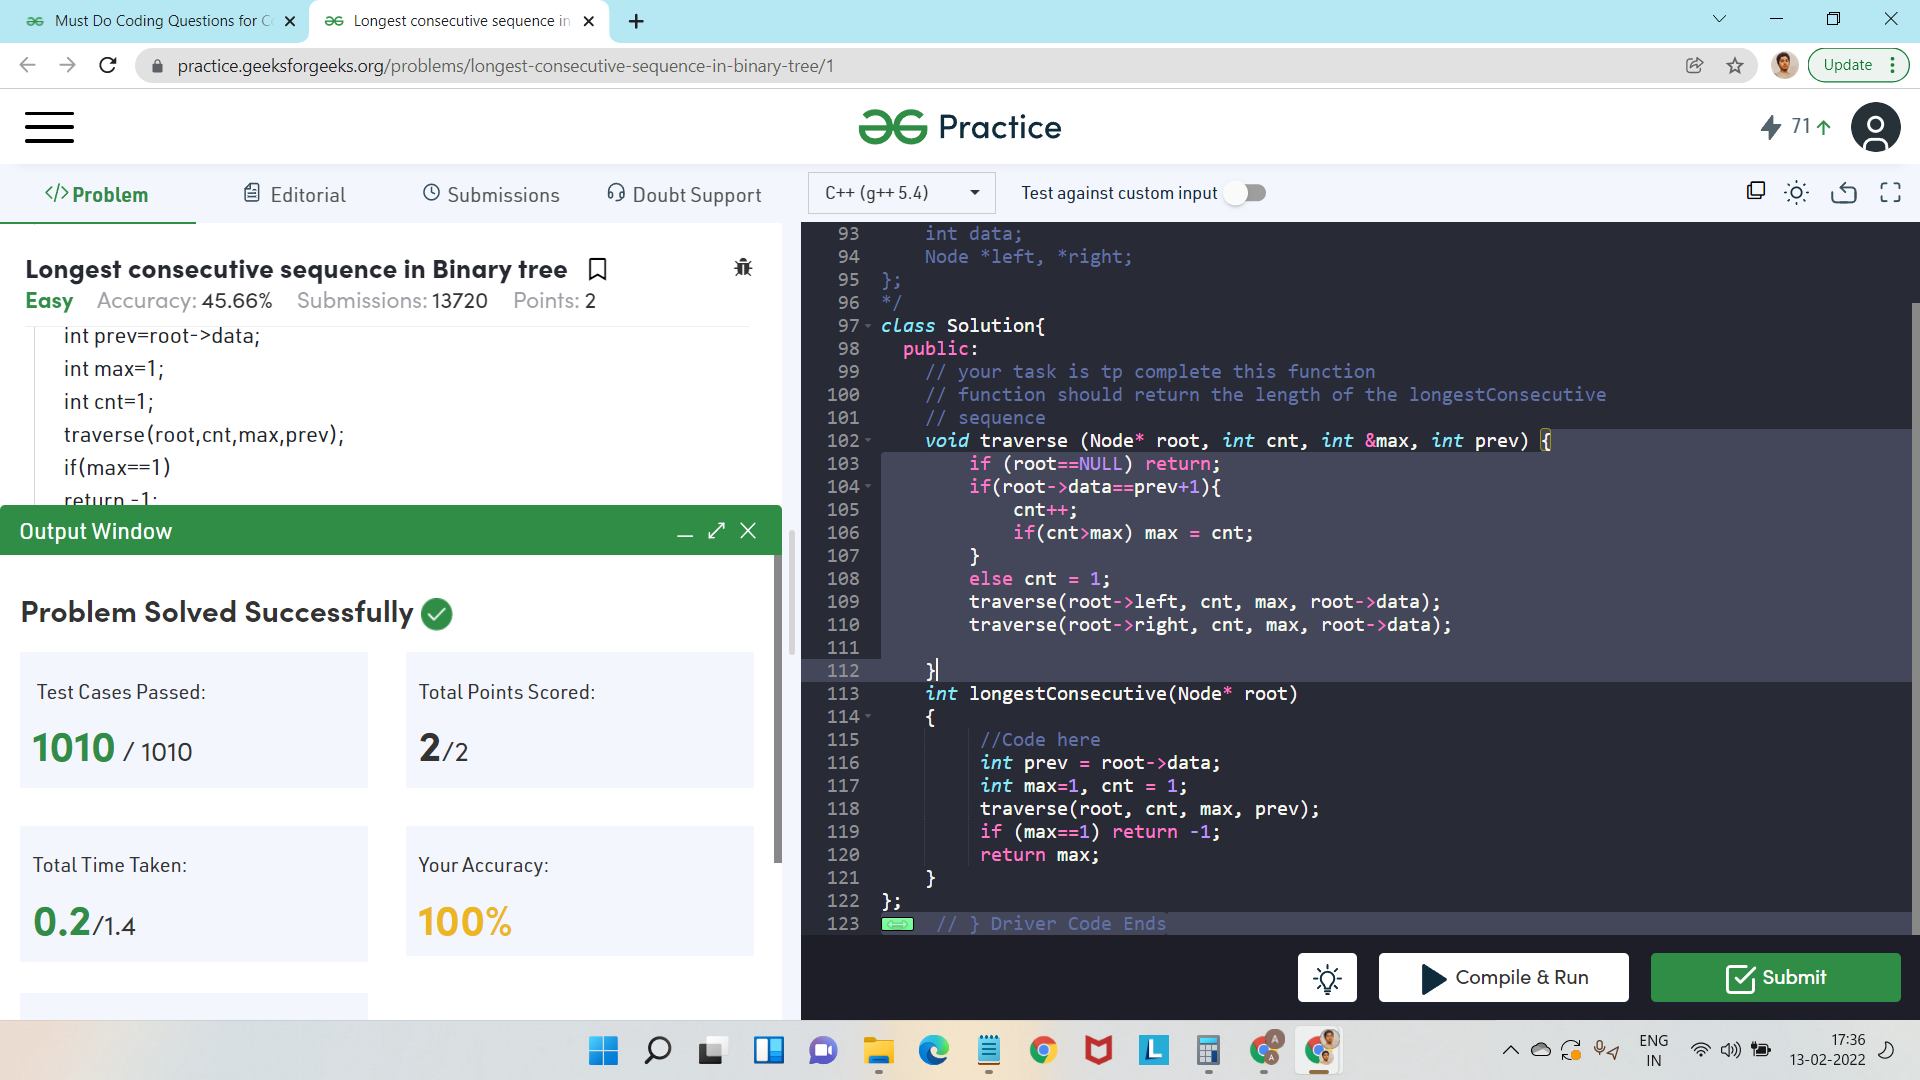 Must Do Coding Questions for C
Longest consecutive sequence in
practice.geeksforgeeks.org/problems/longest-consecutive-sequence-in-binary-tree/1
Update
Practice
71
</>Problem
Editorial
Submissions
Doubt Support
C++ (g++ 5.4)
Test against custom input
Longest consecutive sequence in Binary tree
Easy Accuracy: 45.66% Submissions: 13720 Points: 2
int prev=root->data;
int max=1;
int cnt=1;
traverse(root,cnt,max,prev);
if(max==1)
return -1;
Output Window
Problem Solved Successfully
Test Cases Passed:
1010 / 1010
Total Points Scored:
2/2
Total Time Taken:
0.2/1.4
Your Accuracy:
100%
93 int data;
94 Node *left, *right;
95 };
96 */
97 class Solution{
98 public:
99 // your task is tp complete this function
100 // function should return the length of the longestConsecutive
101 // sequence
102 void traverse (Node* root, int cnt, int &max, int prev) {
103 if (root==NULL) return;
104 if(root->data==prev+1){
105 cnt++;
106 if(cnt>max) max = cnt;
107 }
108 else cnt = 1;
109 traverse(root->left, cnt, max, root->data);
110 traverse(root->right, cnt, max, root->data);
111
112 }
113 int longestConsecutive(Node* root)
114 {
115 //Code here
116 int prev = root->data;
117 int max=1, cnt = 1;
118 traverse(root, cnt, max, prev);
119 if (max==1) return -1;
120 return max;
121 }
122 };
123 // } Driver Code Ends
Compile & Run
Submit
ENG
IN
17:36
13-02-2022